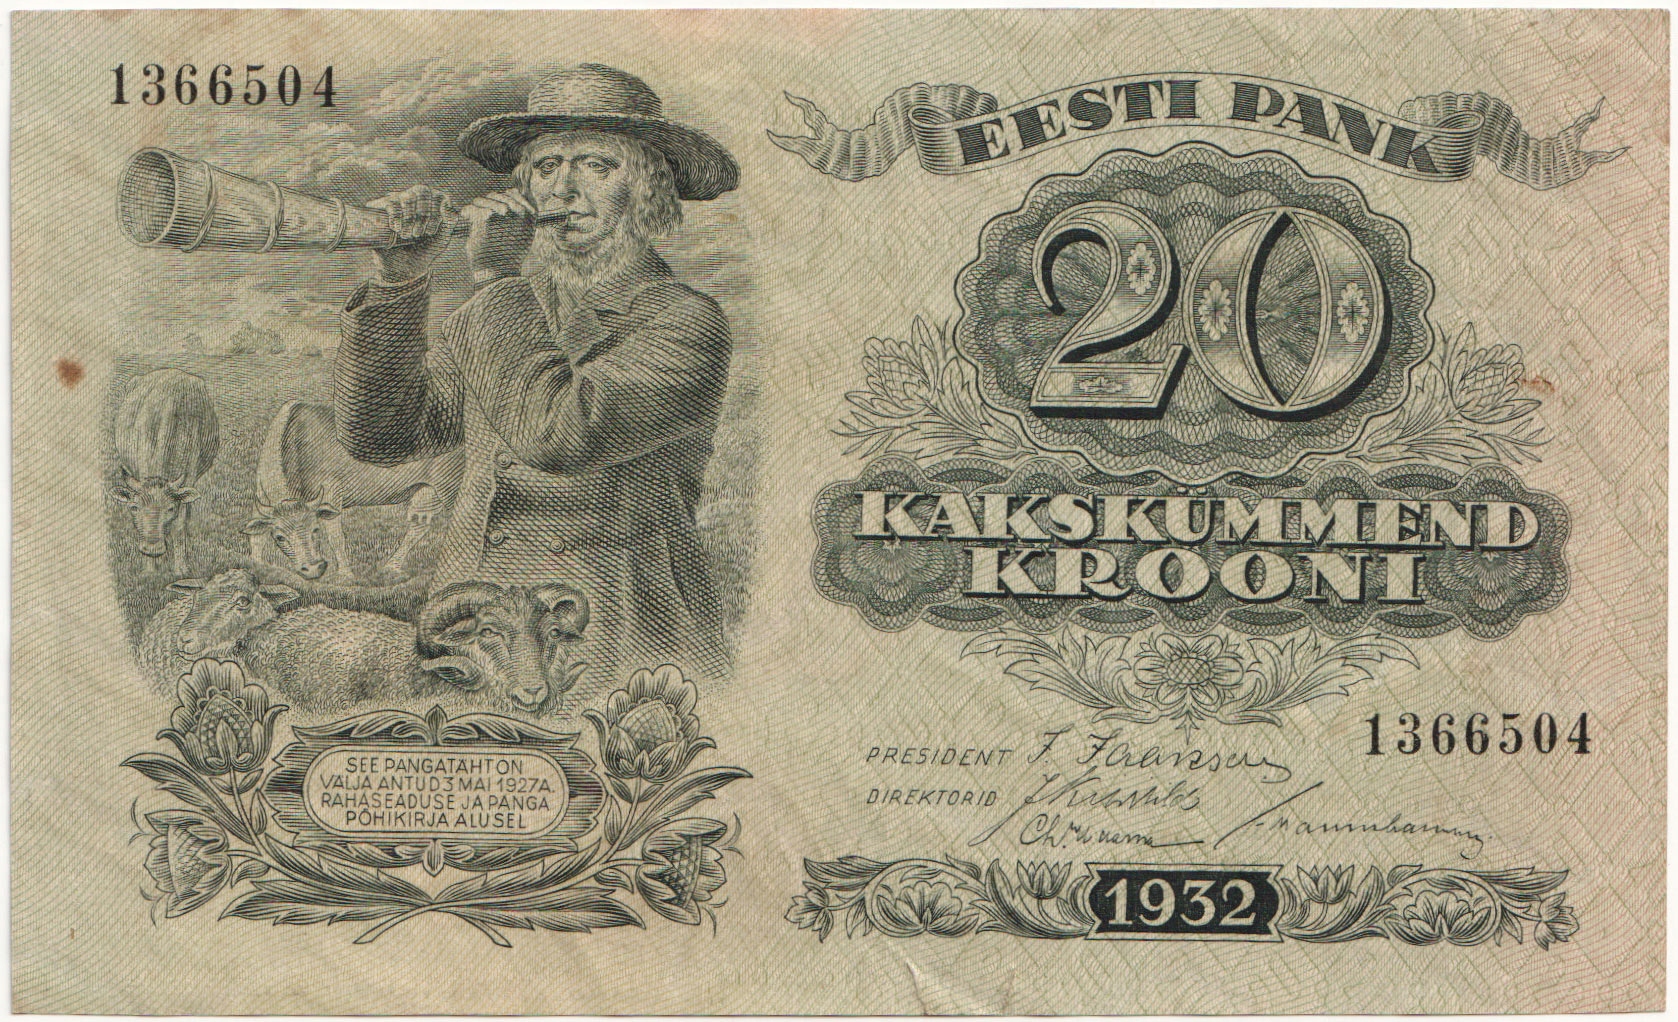 1366504
EESTI PANK
20
KAKSKÜMMEND
KROONI
1366504
PRESIDENT
DIREKTORID
SEE PANGATÄHT ON
VÄLJA ANTUD 3 MAI 1927 A.
RAHASEADUSE JA PANGA
PÕHIKIRJA ALUSEL
1932